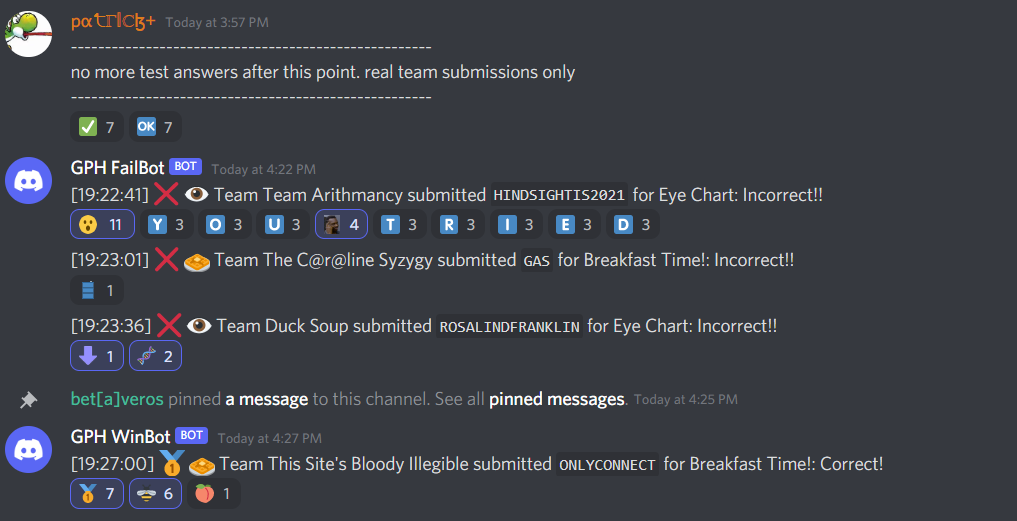 pα𝓽𝕣𝕚ℂꜮ+ Today at 3:57 PM
----------------------------------------------------
no more test answers after this point. real team submissions only
----------------------------------------------------
7 OK 7
GPH FailBot BOT Today at 4:22 PM
[19:22:41] Team Team Arithmancy submitted HINDSIGHTIS2021 for Eye Chart: Incorrect!!
11 Y 3 O 3 U 3 4 T 3 R 3 I 3 E 3 D 3
[19:23:01] Team The C@r@line Syzygy submitted GAS for Breakfast Time!: Incorrect!!
1
[19:23:36] Team Duck Soup submitted ROSALINDFRANKLIN for Eye Chart: Incorrect!!
1 2
bet[a]veros pinned a message to this channel. See all pinned messages. Today at 4:25 PM
GPH WinBot BOT Today at 4:27 PM
[19:27:00] Team This Site's Bloody Illegible submitted ONLYCONNECT for Breakfast Time!: Correct!
7 6 1